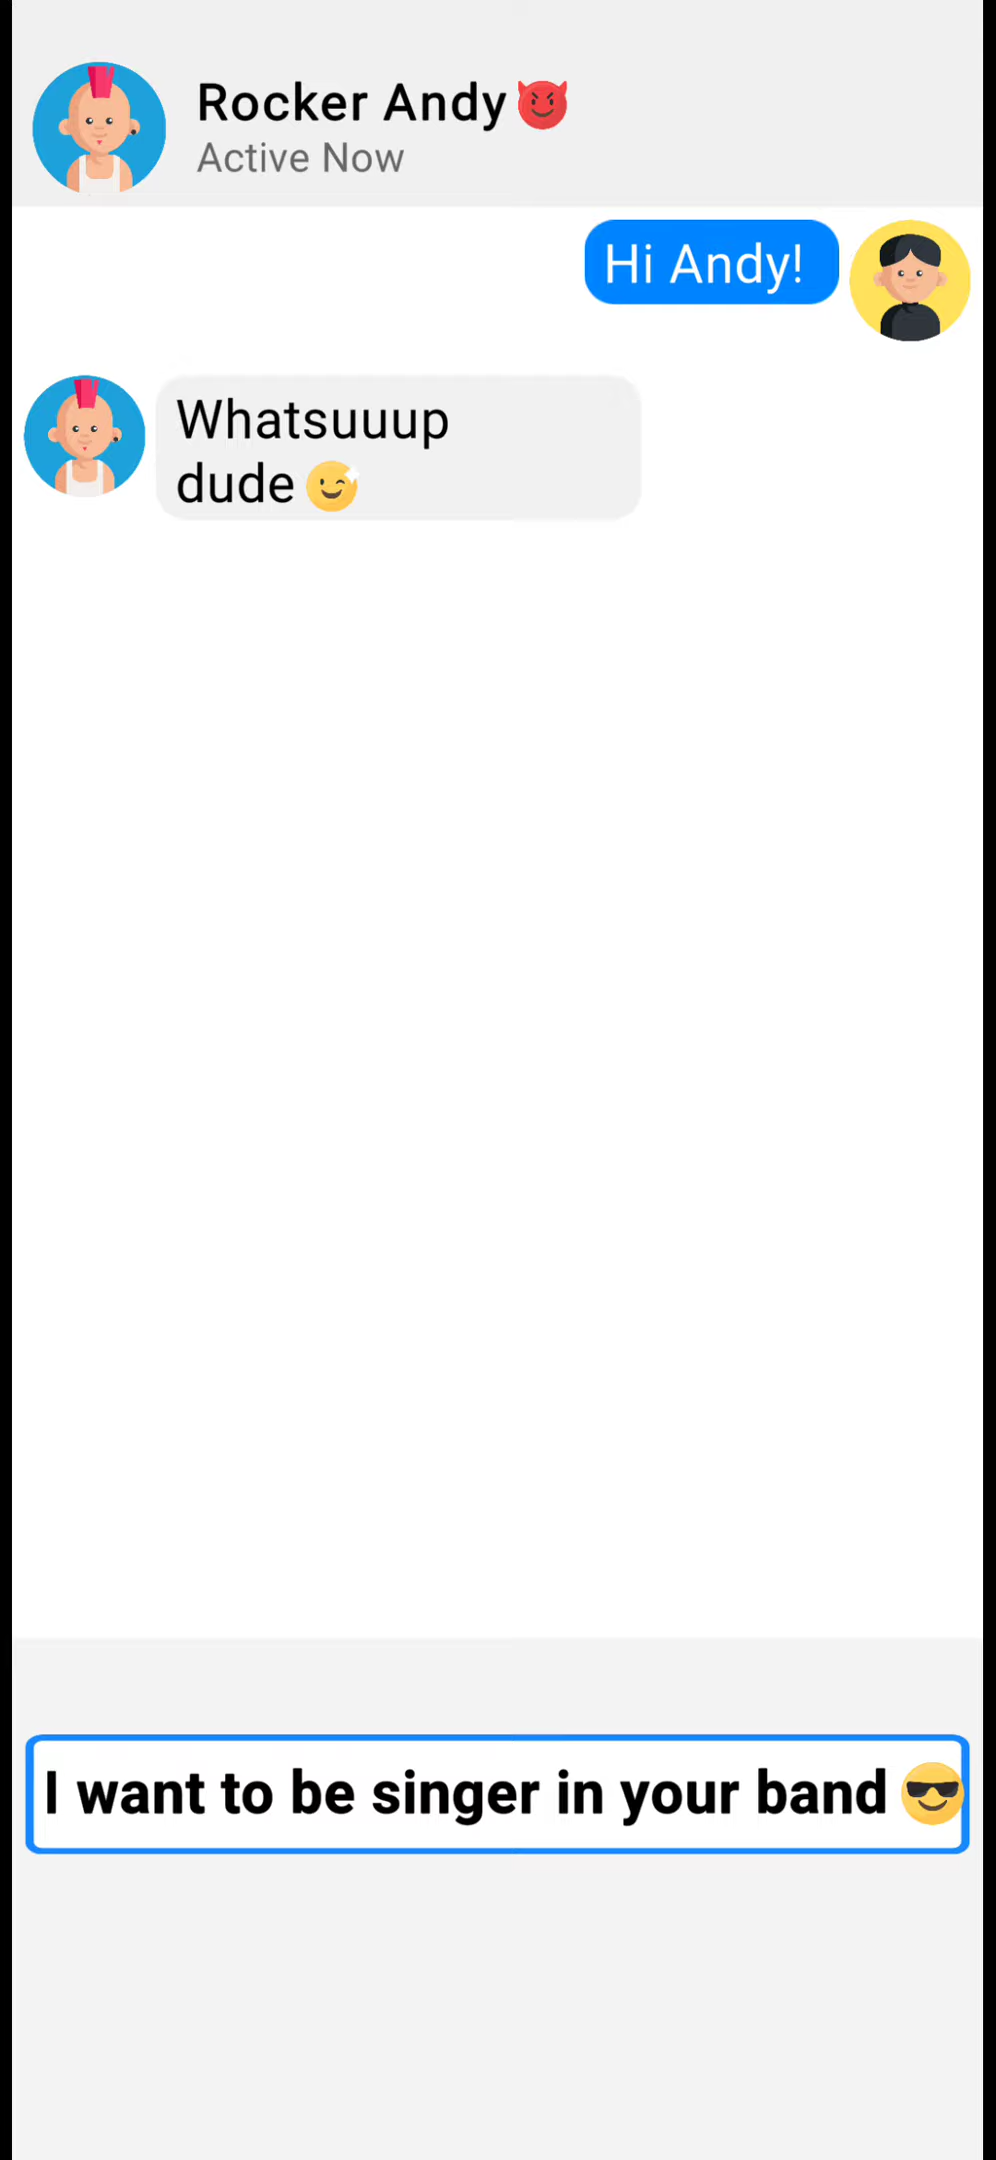 Rocker Andy😈
Active Now
Hi Andy!
Whatsuuup
dude😉
I want to be singer in your band 😎